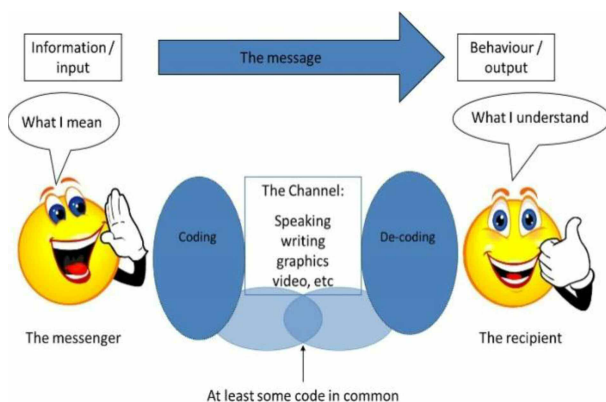 Information /
input
The message
Behaviour /
output
What I mean
What I understand
The Channel:
Speaking
writing
graphics
video, etc
Coding
De-coding
The messenger
The recipient
At least some code in common